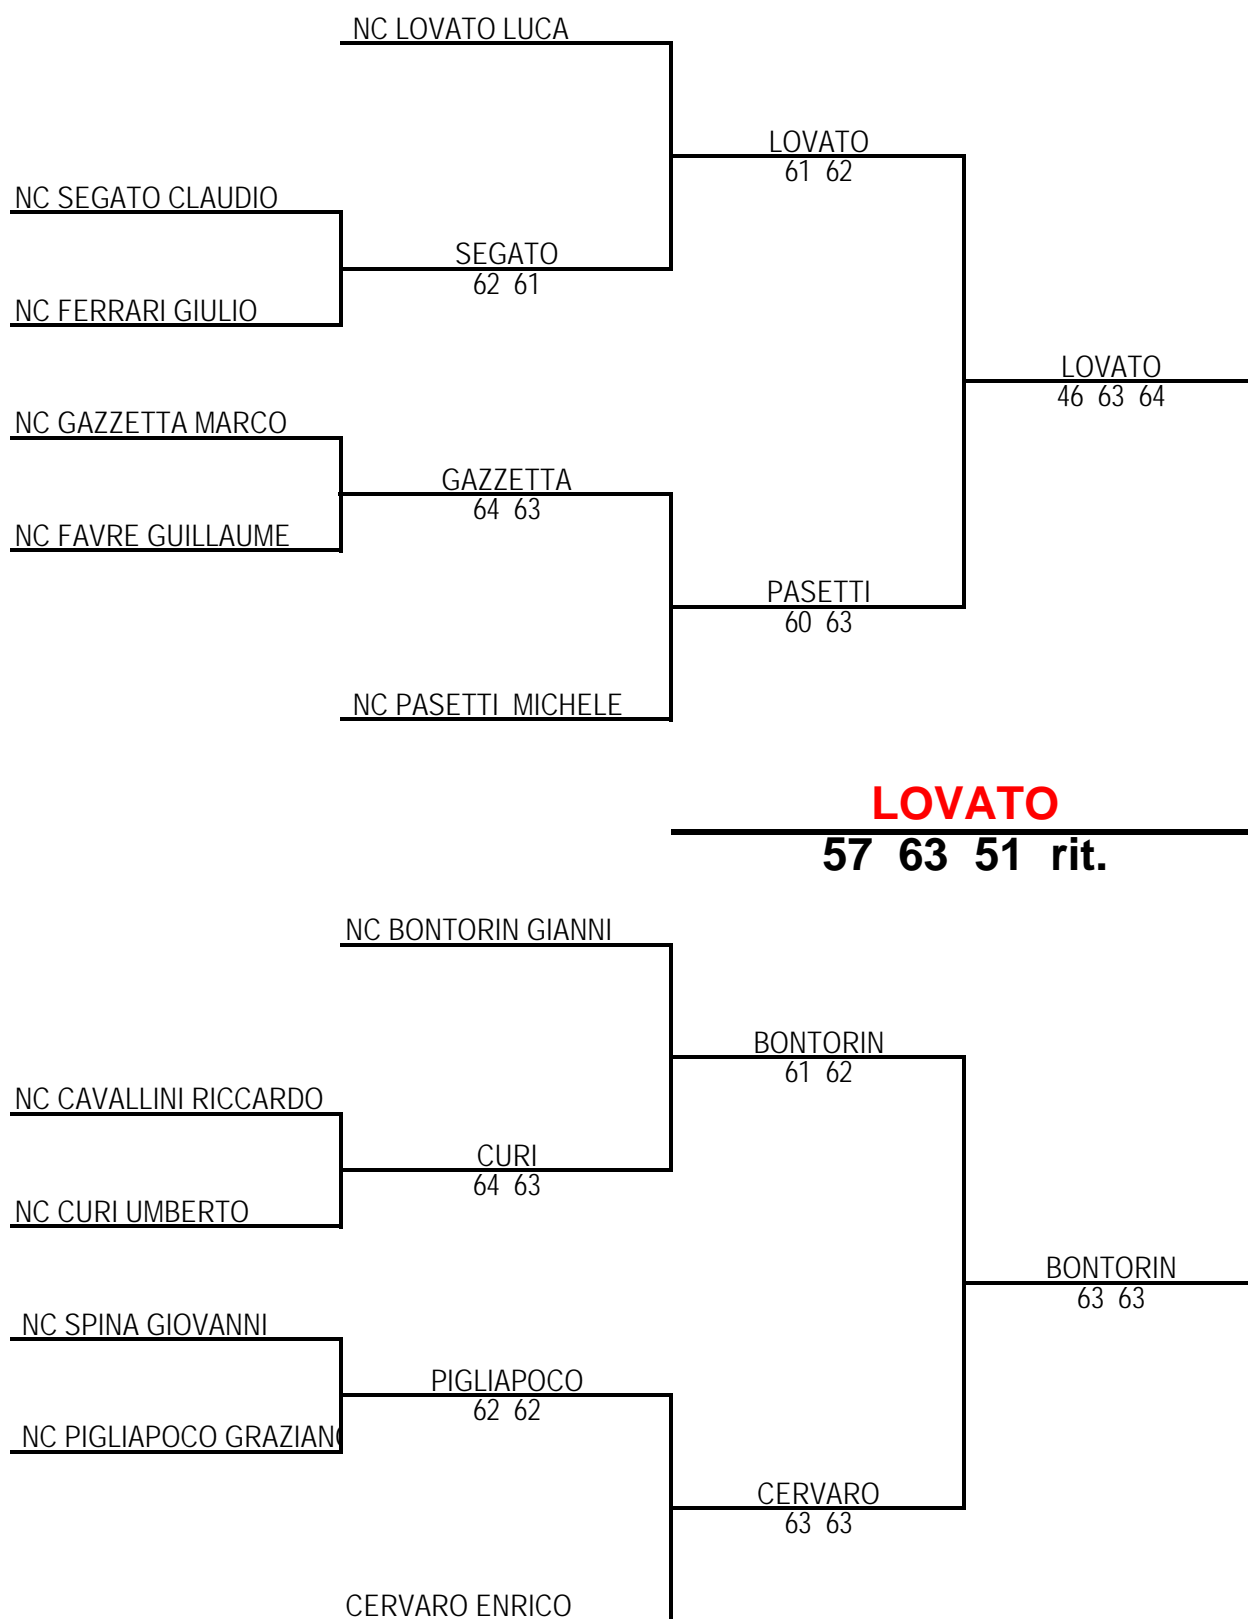 NC LOVATO LUCA
LOVATO
61 62
NC SEGATO CLAUDIO
SEGATO
62 61
NC FERRARI GIULIO
LOVATO
46 63 64
NC GAZZETTA MARCO
GAZZETTA
64 63
NC FAVRE GUILLAUME
PASETTI
60 63
NC PASETTI MICHELE
LOVATO
57 63 51 rit.
NC BONTORIN GIANNI
BONTORIN
61 62
NC CAVALLINI RICCARDO
CURI
64 63
NC CURI UMBERTO
BONTORIN
63 63
NC SPINA GIOVANNI
PIGLIAPOCO
62 62
NC PIGLIAPOCO GRAZIANO
CERVARO
63 63
CERVARO ENRICO